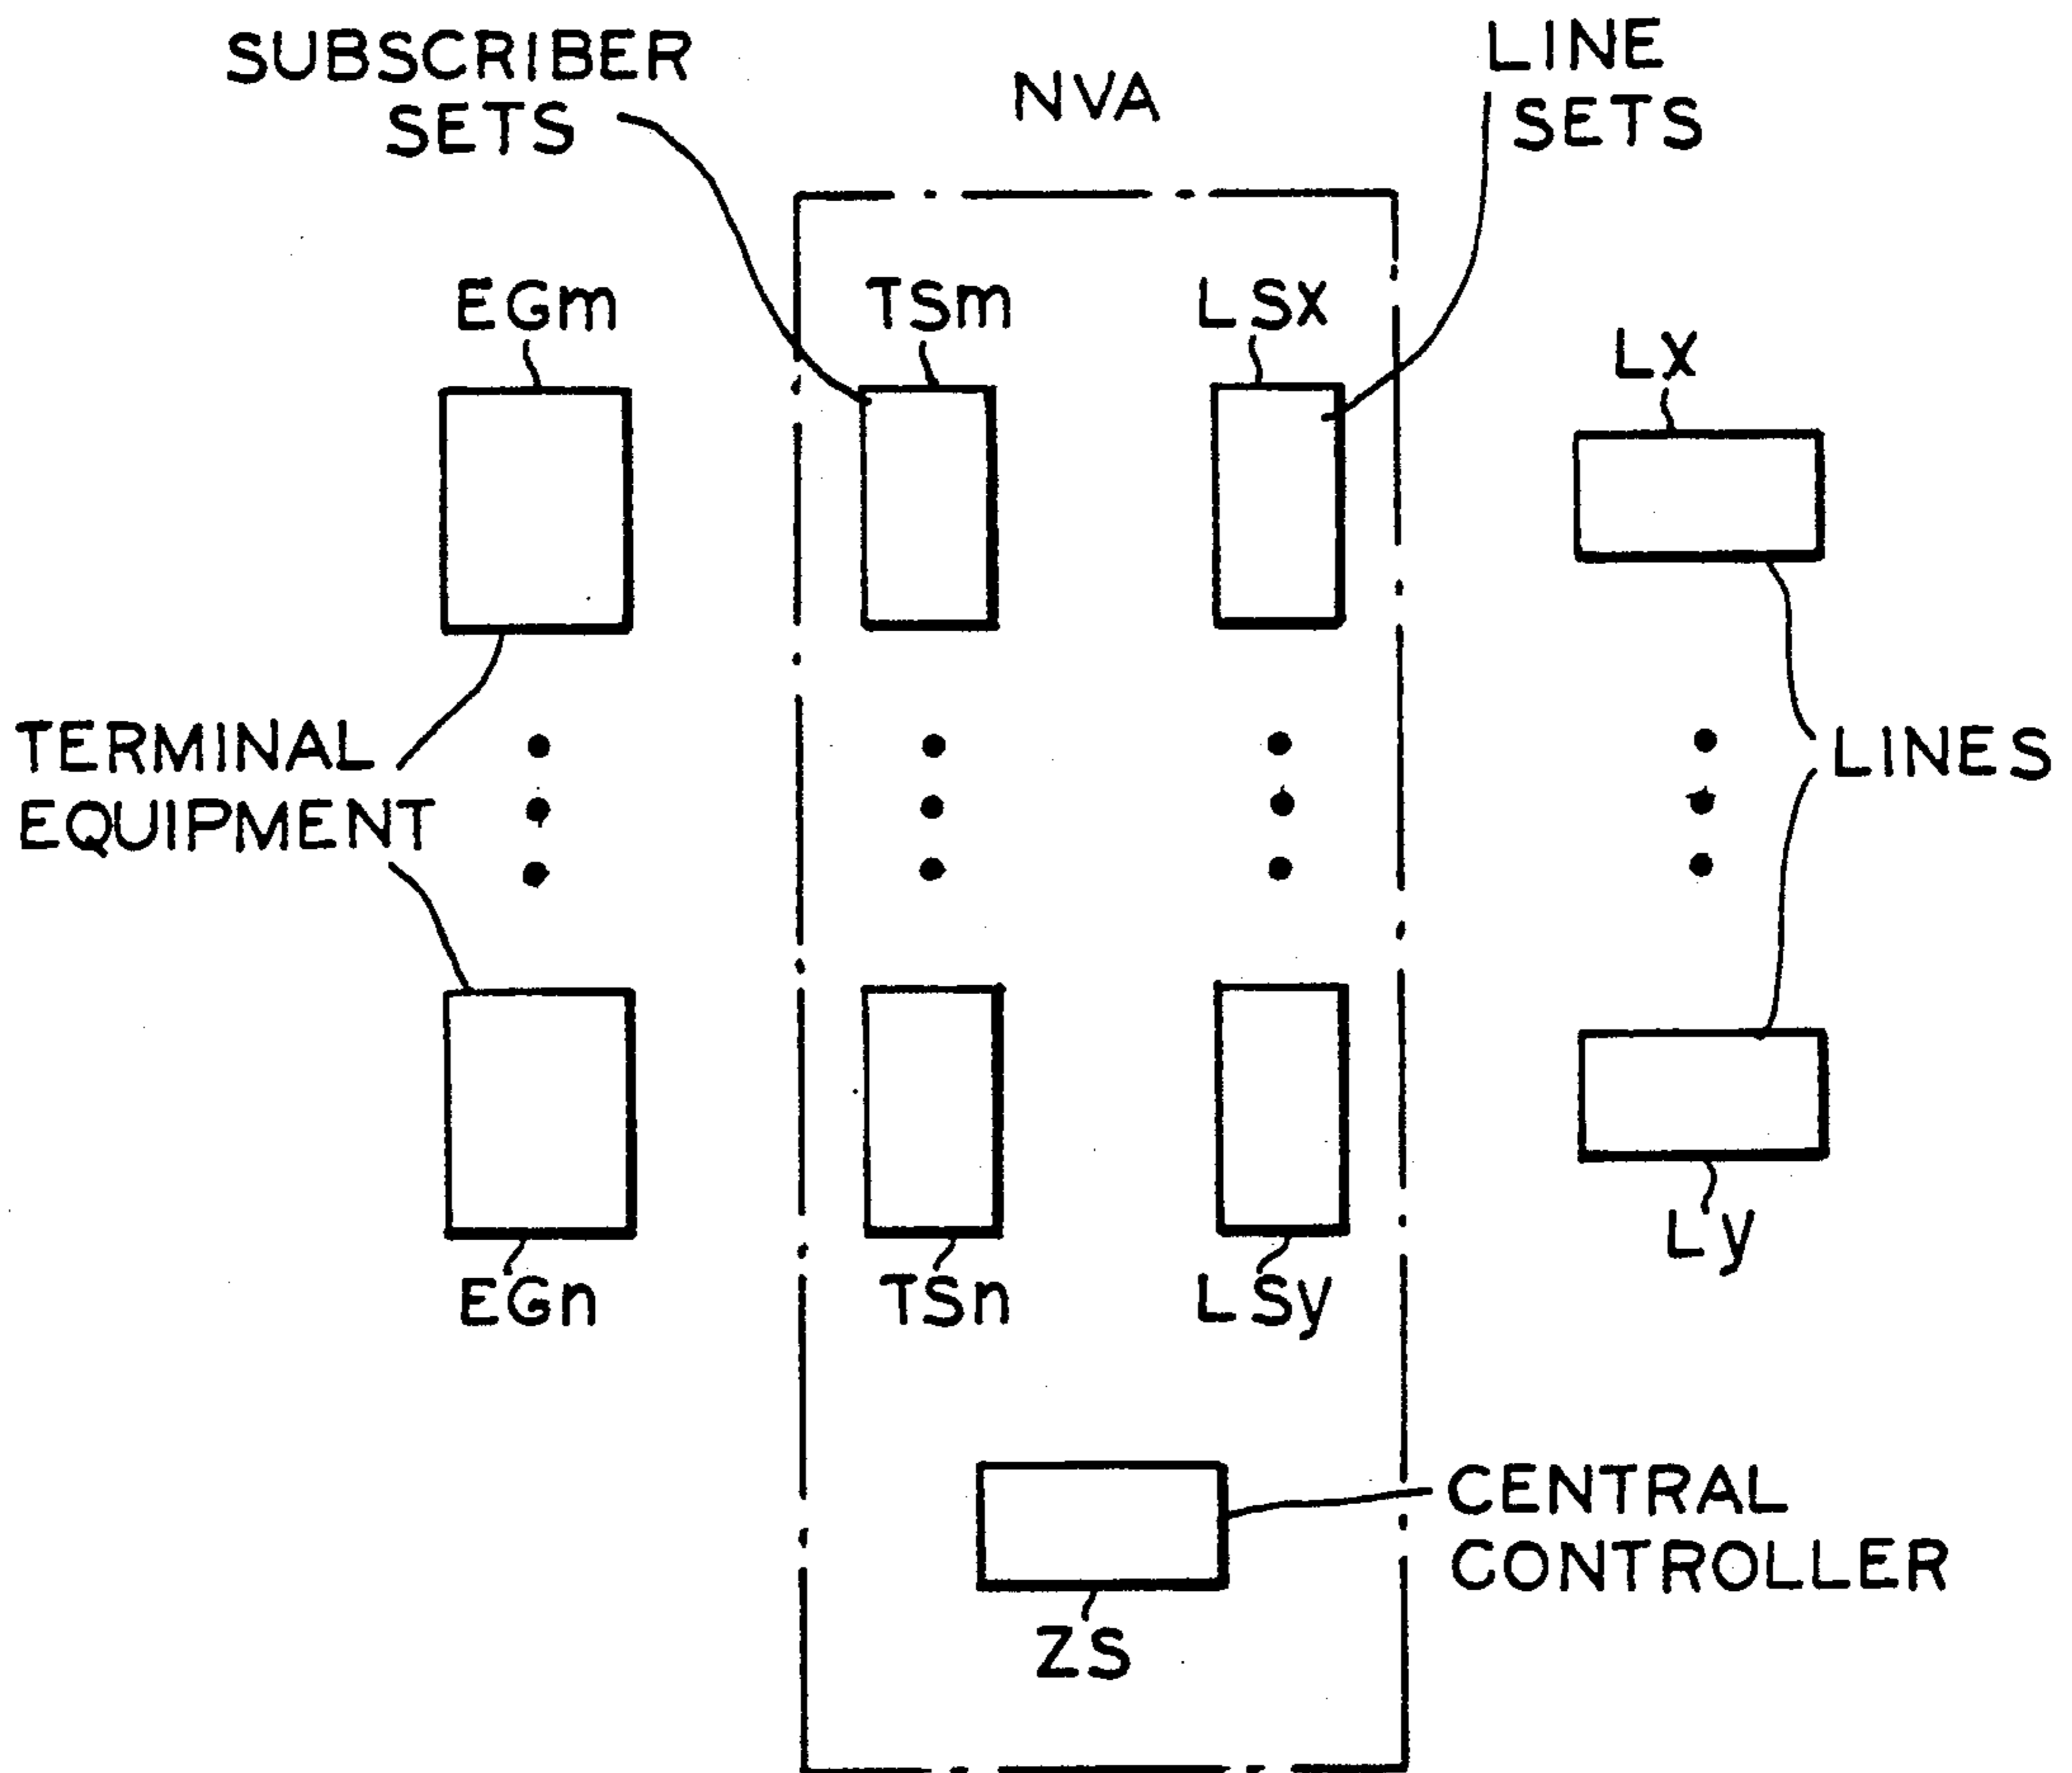 SUBSCRIBER
SETS
NVA
LINE
SETS
EGm
TSm
LSx
Lx
TERMINAL
EQUIPMENT
LINES
EGn
TSn
LSy
Ly
CENTRAL
CONTROLLER
ZS